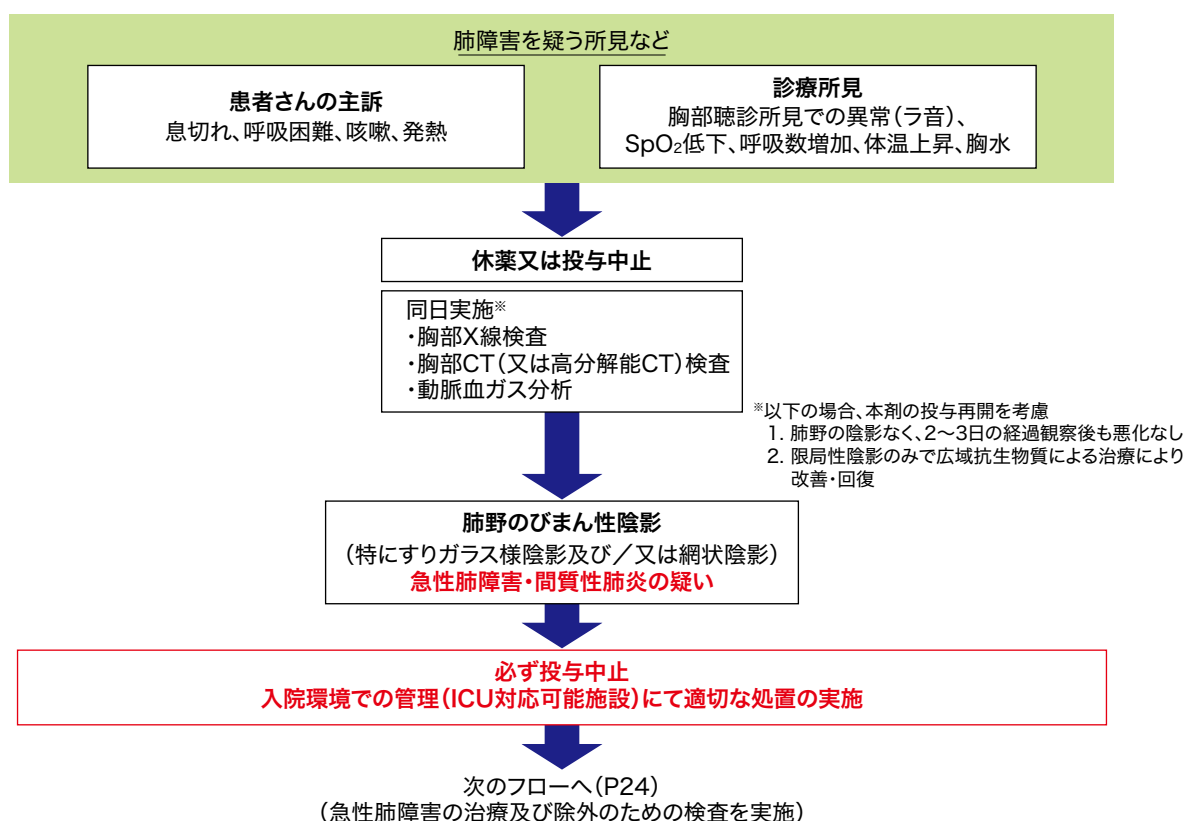 肺障害を疑う所見など
患者さんの主訴
息切れ、呼吸困難、咳嗽、発熱
診療所見
胸部聴診所見での異常（ラ音）、
SpO₂低下、呼吸数増加、体温上昇、胸水
休薬又は投与中止
同日実施※
・胸部X線検査
・胸部CT（又は高分解能CT）検査
・動脈血ガス分析
※以下の場合、本剤の投与再開を考慮
1. 肺野の陰影なく、2〜3日の経過観察後も悪化なし
2. 限局性陰影のみで広域抗生物質による治療により
改善・回復
肺野のびまん性陰影
（特にすりガラス様陰影及び／又は網状陰影）
急性肺障害・間質性肺炎の疑い
必ず投与中止
入院環境での管理（ICU対応可能施設）にて適切な処置の実施
次のフローへ（P24）
（急性肺障害の治療及び除外のための検査を実施）